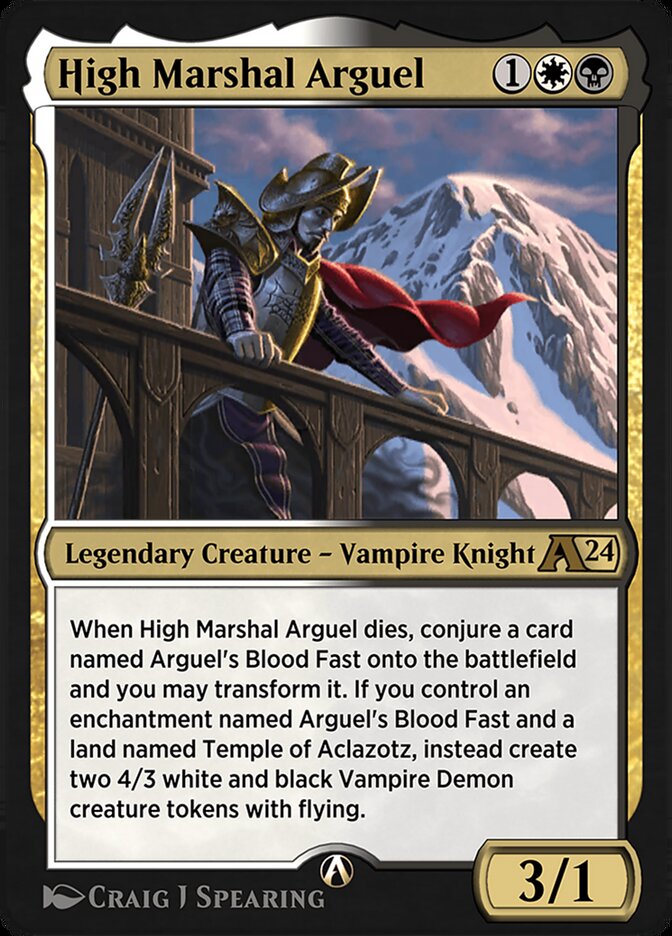 High Marshal Arguel 1
Legendary Creature – Vampire Knight A24
When High Marshal Arguel dies, conjure a card
named Arguel's Blood Fast onto the battlefield
and you may transform it. If you control an
enchantment named Arguel's Blood Fast and a
land named Temple of Aclazotz, instead create
two 4/3 white and black Vampire Demon
creature tokens with flying.
3/1
Craig J Spearing